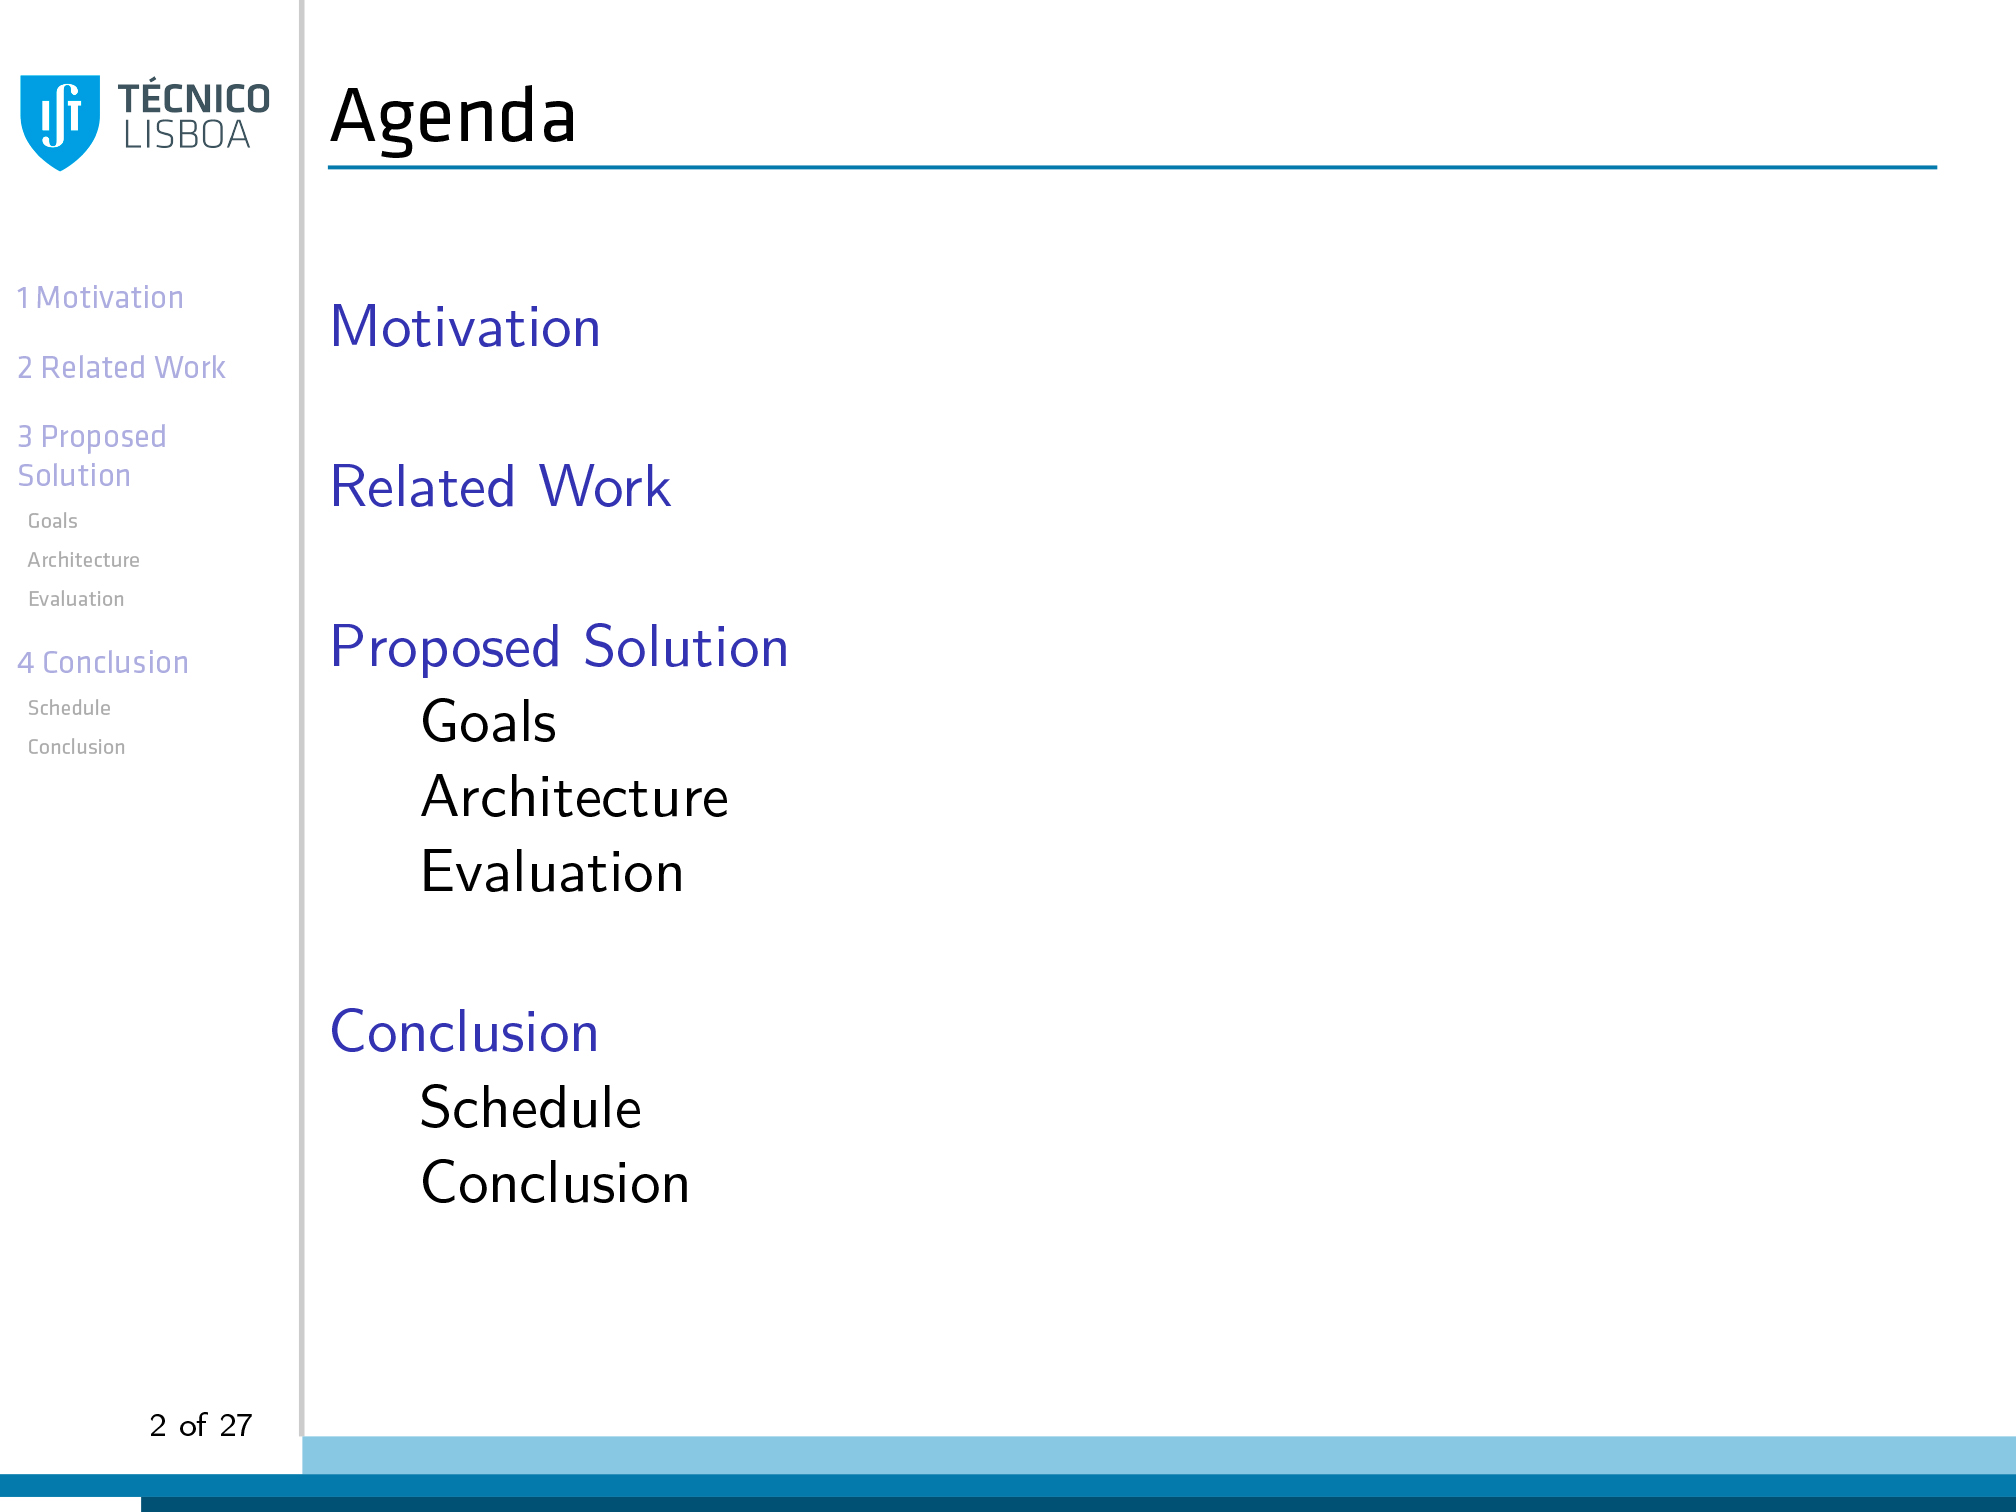 TÉCNICO
LISBOA
1 Motivation
2 Related Work
3 Proposed
Solution
Goals
Architecture
Evaluation
4 Conclusion
Schedule
Conclusion
2 of 27
Agenda
Motivation
Related Work
Proposed Solution
Goals
Architecture
Evaluation
Conclusion
Schedule
Conclusion